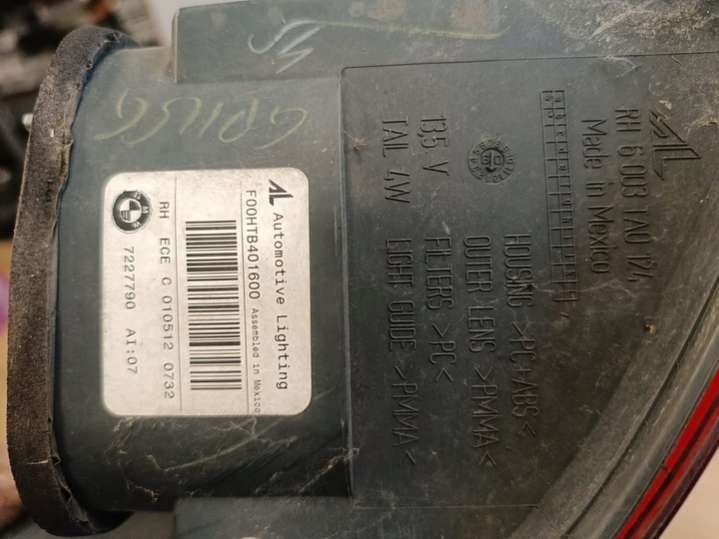 AL Automotive Lighting
F00HTB401600 Assembled in Mexico
RH ECE C 010512 0732
7227790 AI:07
AL
RH 6 003 1A0 124
Made in Mexico
13,5 V
TAIL 4W
HOUSING >PC+ABS<
OUTER LENS >PMMA<
FILTERS >PC<
LIGHT GUIDE >PMMA<